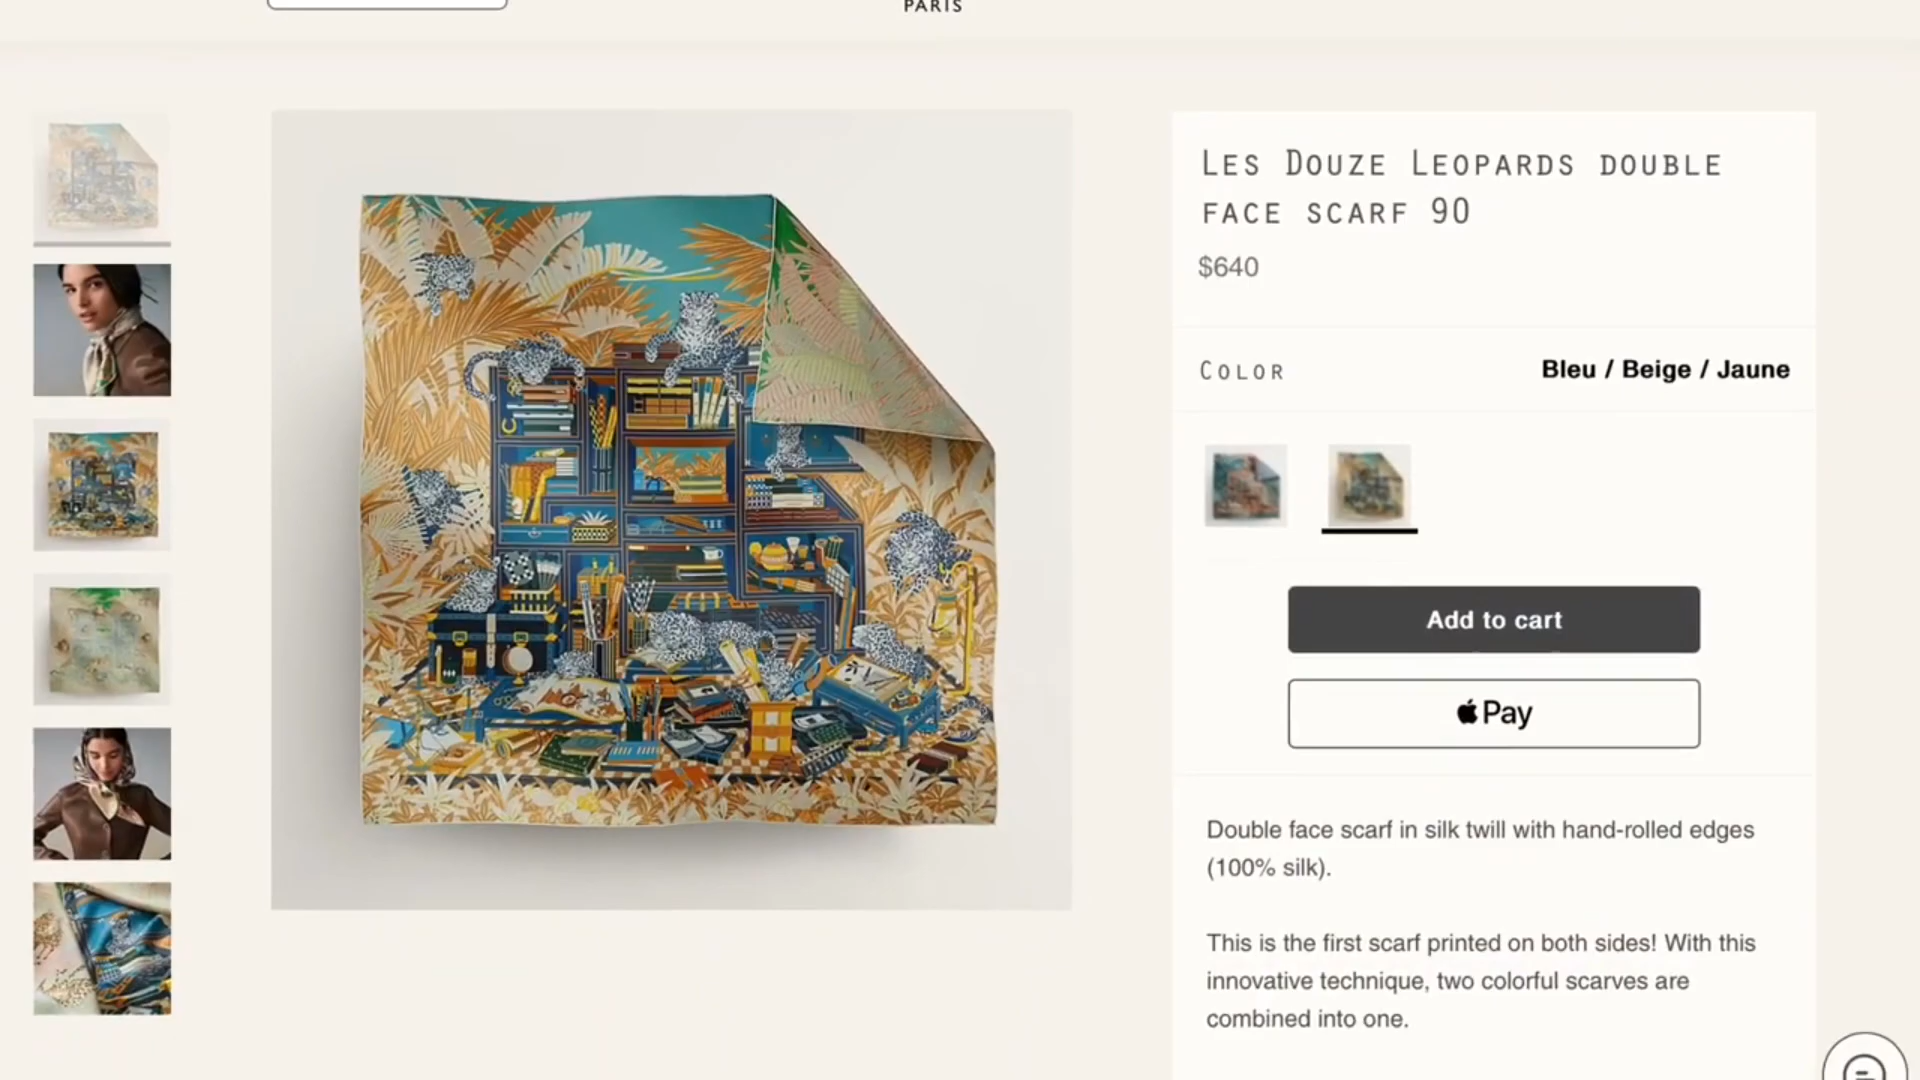 PARIS
Les Douze Leopards double
face scarf 90
$640
Color
Bleu / Beige / Jaune
Add to cart
Pay
Double face scarf in silk twill with hand-rolled edges
(100% silk).
This is the first scarf printed on both sides! With this
innovative technique, two colorful scarves are
combined into one.